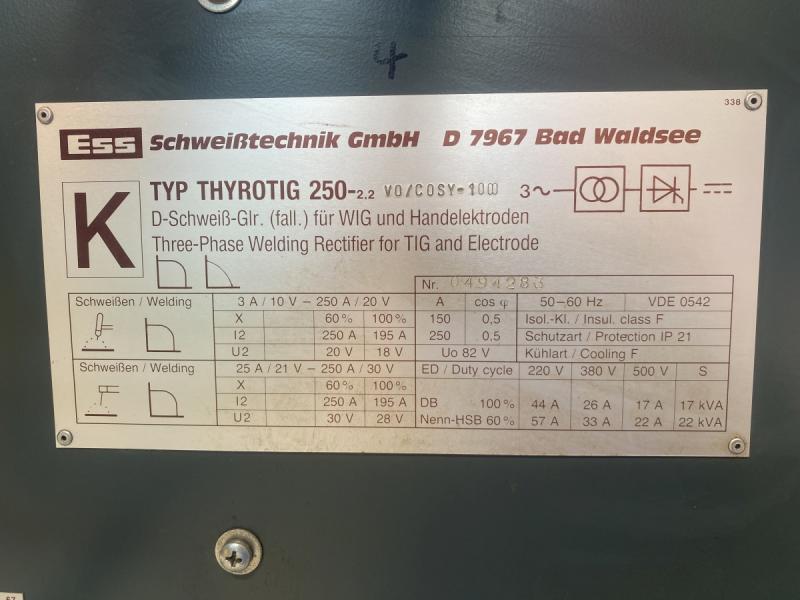 4
338
Ess Schweißtechnik GmbH D 7967 Bad Waldsee
K
TYP THYROTIG 250-2.2 VO/COSY-100 3~
D-Schweiß-Glr. (fall.) für WIG und Handelektroden
Three-Phase Welding Rectifier for TIG and Electrode
Nr. 0494283
Schweißen / Welding 3 A / 10 V – 250 A / 20 V
X 60% 100%
I2 250 A 195 A
U2 20 V 18 V
A cos φ 50–60 Hz VDE 0542
150 0,5 Isol.-Kl. / Insul. class F
250 0.5 Schutzart / Protection IP 21
Uo 82 V Kühlart / Cooling F
Schweißen / Welding 25 A / 21 V – 250 A / 30 V
X 60% 100%
I2 250 A 195 A
U2 30 V 28 V
ED / Duty cycle 220 V 380 V 500 V S
DB 100% 44 A 26 A 17 A 17 kVA
Nenn-HSB 60% 57 A 33 A 22 A 22 kVA